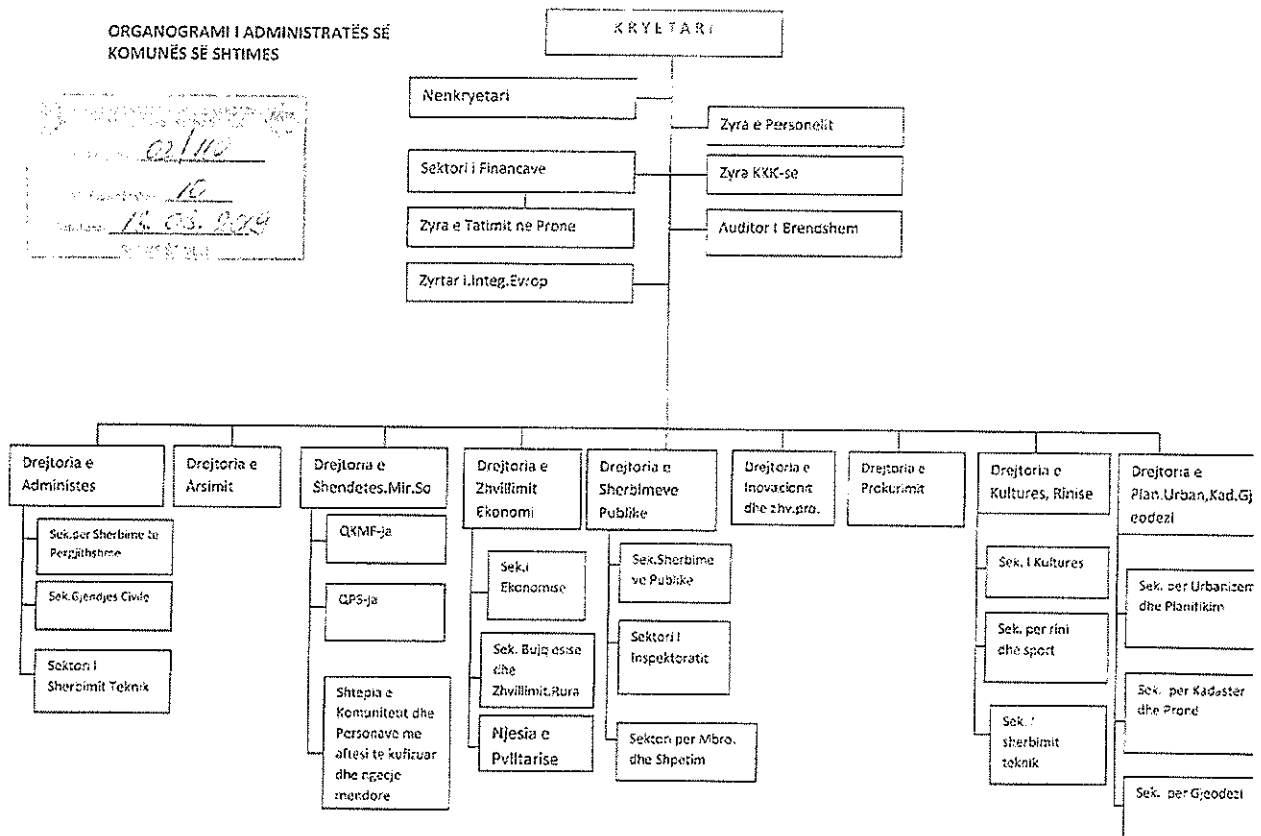 ORGANOGRAMI I ADMINISTRATËS SË
KOMUNËS SË SHTIMES
KRYETARI
Nenkryetari
Zyra e Personelit
Sektori i Financave
Zyra KKK-se
Zyra e Tatimit ne Prone
Auditor I Brendshem
Zyrtar i.Integ.Evrop
02/110
10
Drejtoria e
Administes
Sek.per Sherbime te
Pergjithshme
Sek.Gjendjes Civile
Sektori i
Sherbimit Teknik
Drejtoria e
Arsimit
Drejtoria e
Shendetes.Mir.So
QKMF-ja
QPS-ja
Shtepia e
Komunitetit dhe
Personave me
aftesi te kufizuar
dhe ngecje
mendore
Drejtoria e
Zhvillimit
Ekonomi
Sek.i
Ekonomise
Sek. Bujqesise
dhe
Zhvillimit.Rura
Njesia e
Pylltarise
Drejtoria e
Sherbimeve
Publike
Sek.Sherbime
ve Publike
Sektori I
Inspektoratit
Sektori per Mbro.
dhe Shpetim
Drejtoria e
Inovacionit
dhe zhv.pro.
Drejtoria e
Prokurimit
Drejtoria e
Kultures, Rinise
Sek. I Kultures
Sek. per rini
dhe sport
Sek. I
sherbimit
teknik
Drejtoria e
Plan.Urban,Kad.Gj
eodezi
Sek. per Urbanizem
dhe Planifikim
Sek. per Kadaster
dhe Prone
Sek. per Gjeodezi